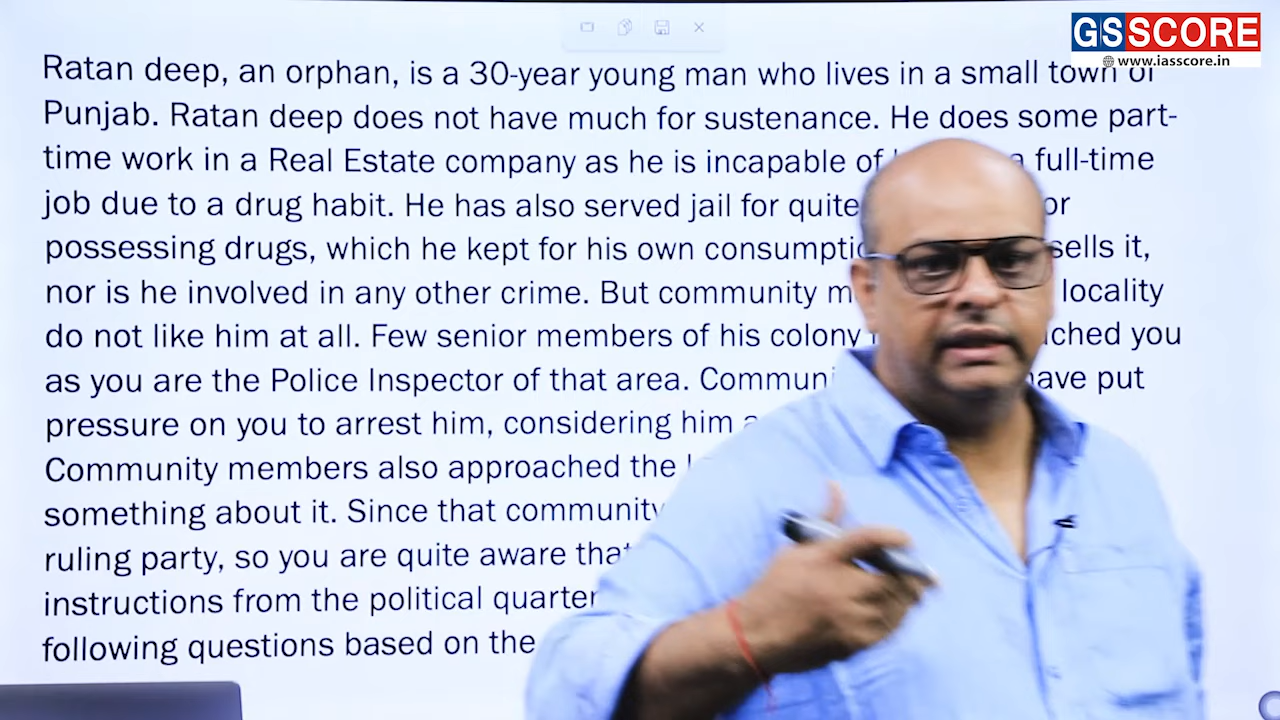 GSSCORE
www.iasscore.in
Ratan deep, an orphan, is a 30-year young man who lives in a small town of
Punjab. Ratan deep does not have much for sustenance. He does some part-
time work in a Real Estate company as he is incapable of a full-time
job due to a drug habit. He has also served jail for quite
possessing drugs, which he kept for his own sells it,
nor is he involved in any other crime. But community locality
do not like him at all. Few senior members of his colony you
as you are the Police Inspector of that area. have put
pressure on you to arrest him, considering him
Community members also approached the
something about it. Since that community
ruling party, so you are quite aware that
instructions from the political
following questions based on the